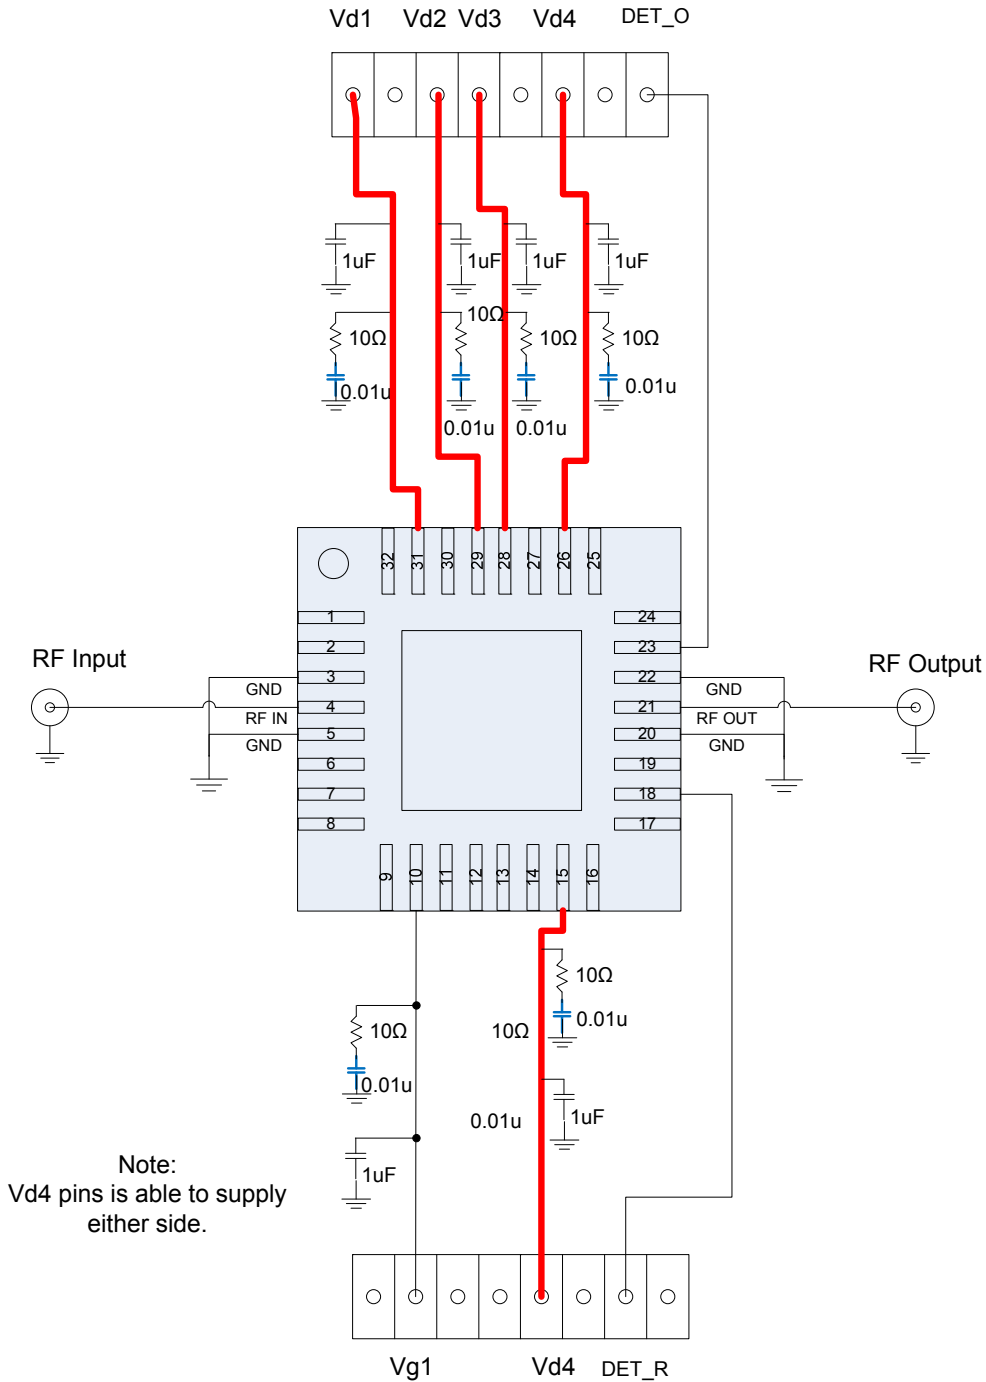 Vd1 Vd2 Vd3 Vd4 DET_O
1uF 1uF 1uF 1uF
10Ω
10Ω 10Ω 10Ω 10Ω
0.01u 0.01u
0.01u 0.01u
32 31 30 29 28 27 26 25
1 24
2 23
RF Input RF Output
3 22
GND GND
4 21
RF IN RF OUT
5 20
GND GND
6 19
7 18
8 17
9 10 11 12 13 14 15 16
10Ω
0.01u
10Ω 10Ω
0.01u
0.01u 1uF
Note:
Vd4 pins is able to supply
either side.
1uF
Vg1 Vd4 DET_R